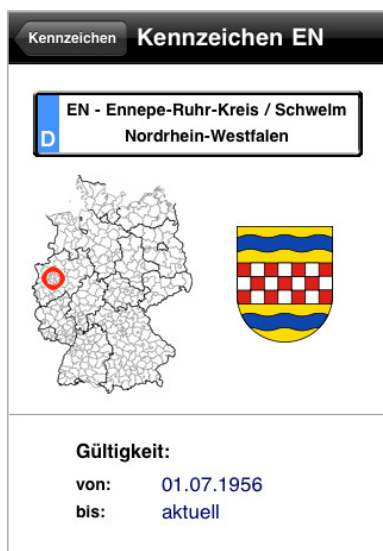 Kennzeichen Kennzeichen EN
EN - Ennepe-Ruhr-Kreis / Schwelm
Nordrhein-Westfalen
D
Gültigkeit:
von: 01.07.1956
bis: aktuell